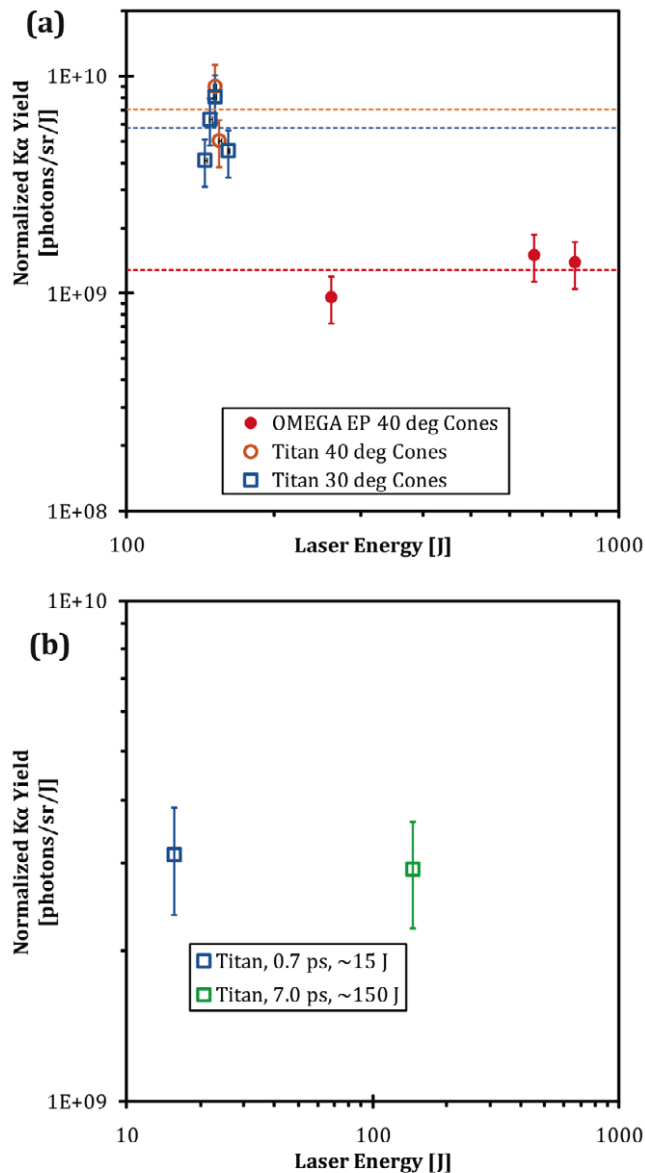 (a)
Normalized Kα Yield
[photons/sr/J]
1E+10
1E+09
1E+08
OMEGA EP 40 deg Cones
Titan 40 deg Cones
Titan 30 deg Cones
100
Laser Energy [J]
1000
(b)
Normalized Kα Yield
[photons/sr/J]
1E+10
1E+09
Titan, 0.7 ps, ~15 J
Titan, 7.0 ps, ~150 J
10
100
1000
Laser Energy [J]